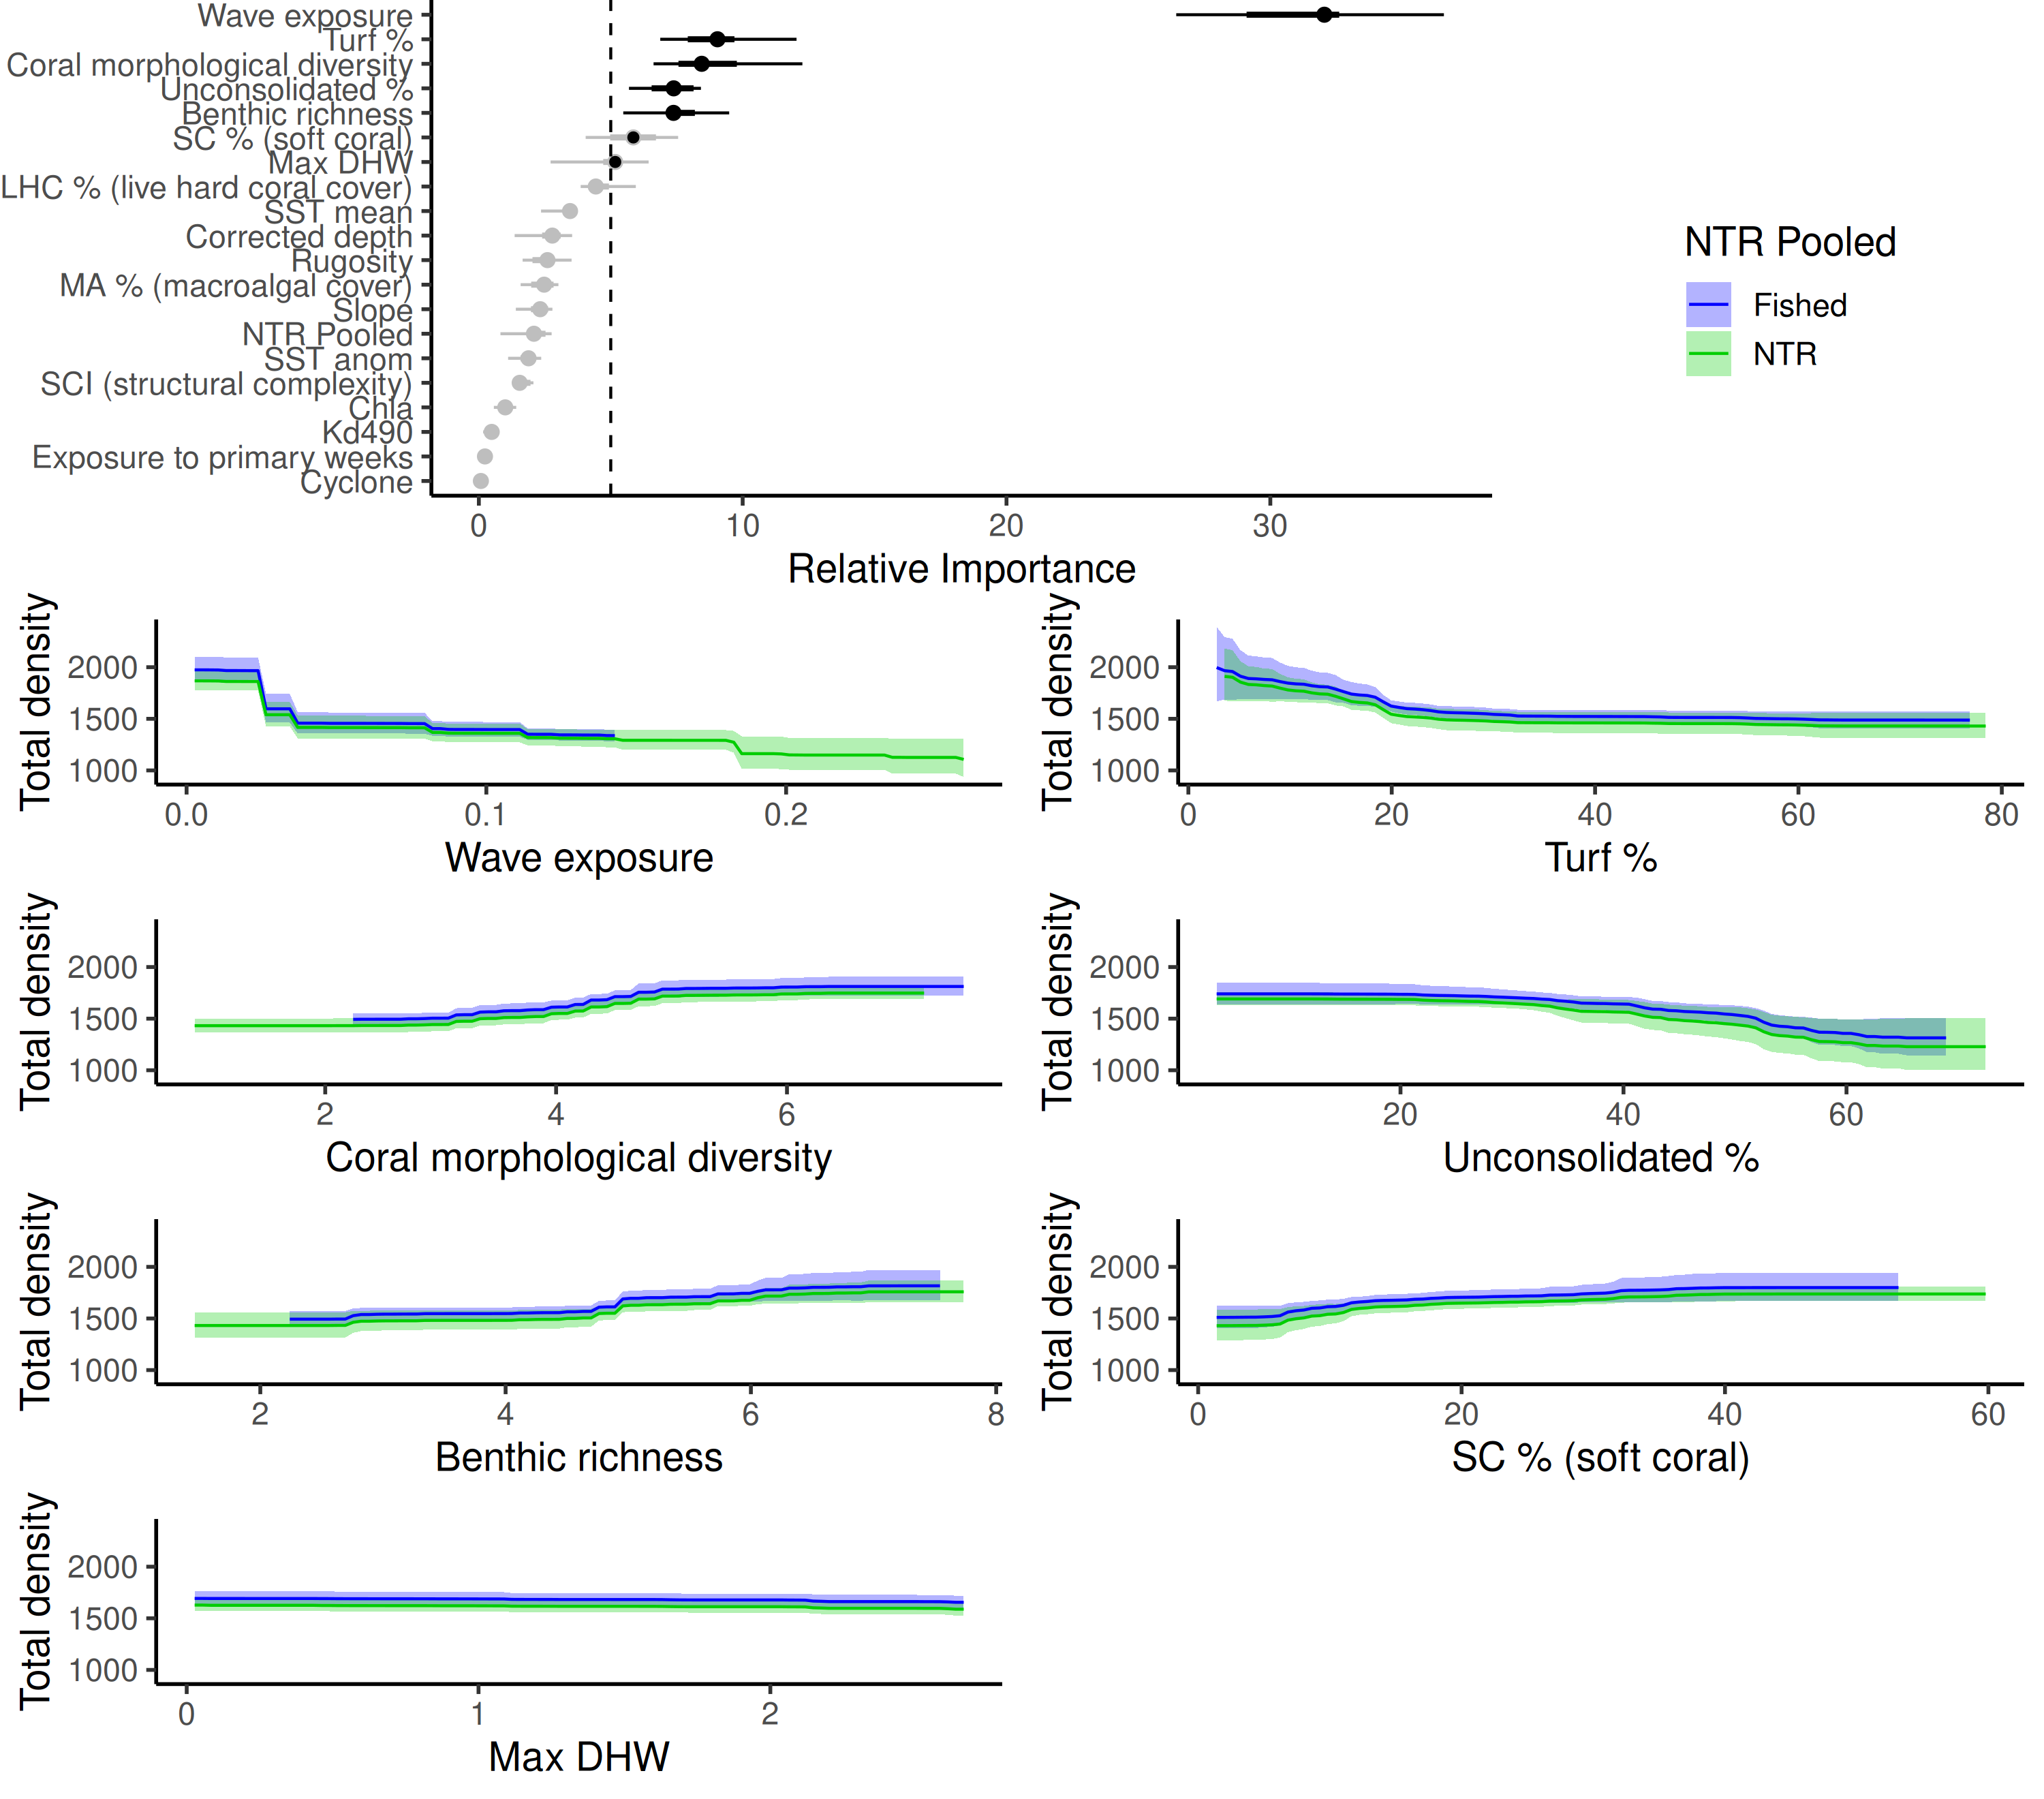 Wave exposure
Turf %
Coral morphological diversity
Unconsolidated %
Benthic richness
SC % (soft coral)
Max DHW
LHC % (live hard coral cover)
SST mean
Corrected depth
Rugosity
MA % (macroalgal cover)
Slope
NTR Pooled
SST anom
SCI (structural complexity)
Chla
Kd490
Exposure to primary weeks
Cyclone
0 10 20 30
Relative Importance
NTR Pooled
Fished
NTR
Total density
2000
1500
1000
0.0 0.1 0.2
Wave exposure
Total density
2000
1500
1000
0 20 40 60 80
Turf %
Total density
2000
1500
1000
2 4 6
Coral morphological diversity
Total density
2000
1500
1000
20 40 60
Unconsolidated %
Total density
2000
1500
1000
2 4 6 8
Benthic richness
Total density
2000
1500
1000
0 20 40 60
SC % (soft coral)
Total density
2000
1500
1000
0 1 2
Max DHW